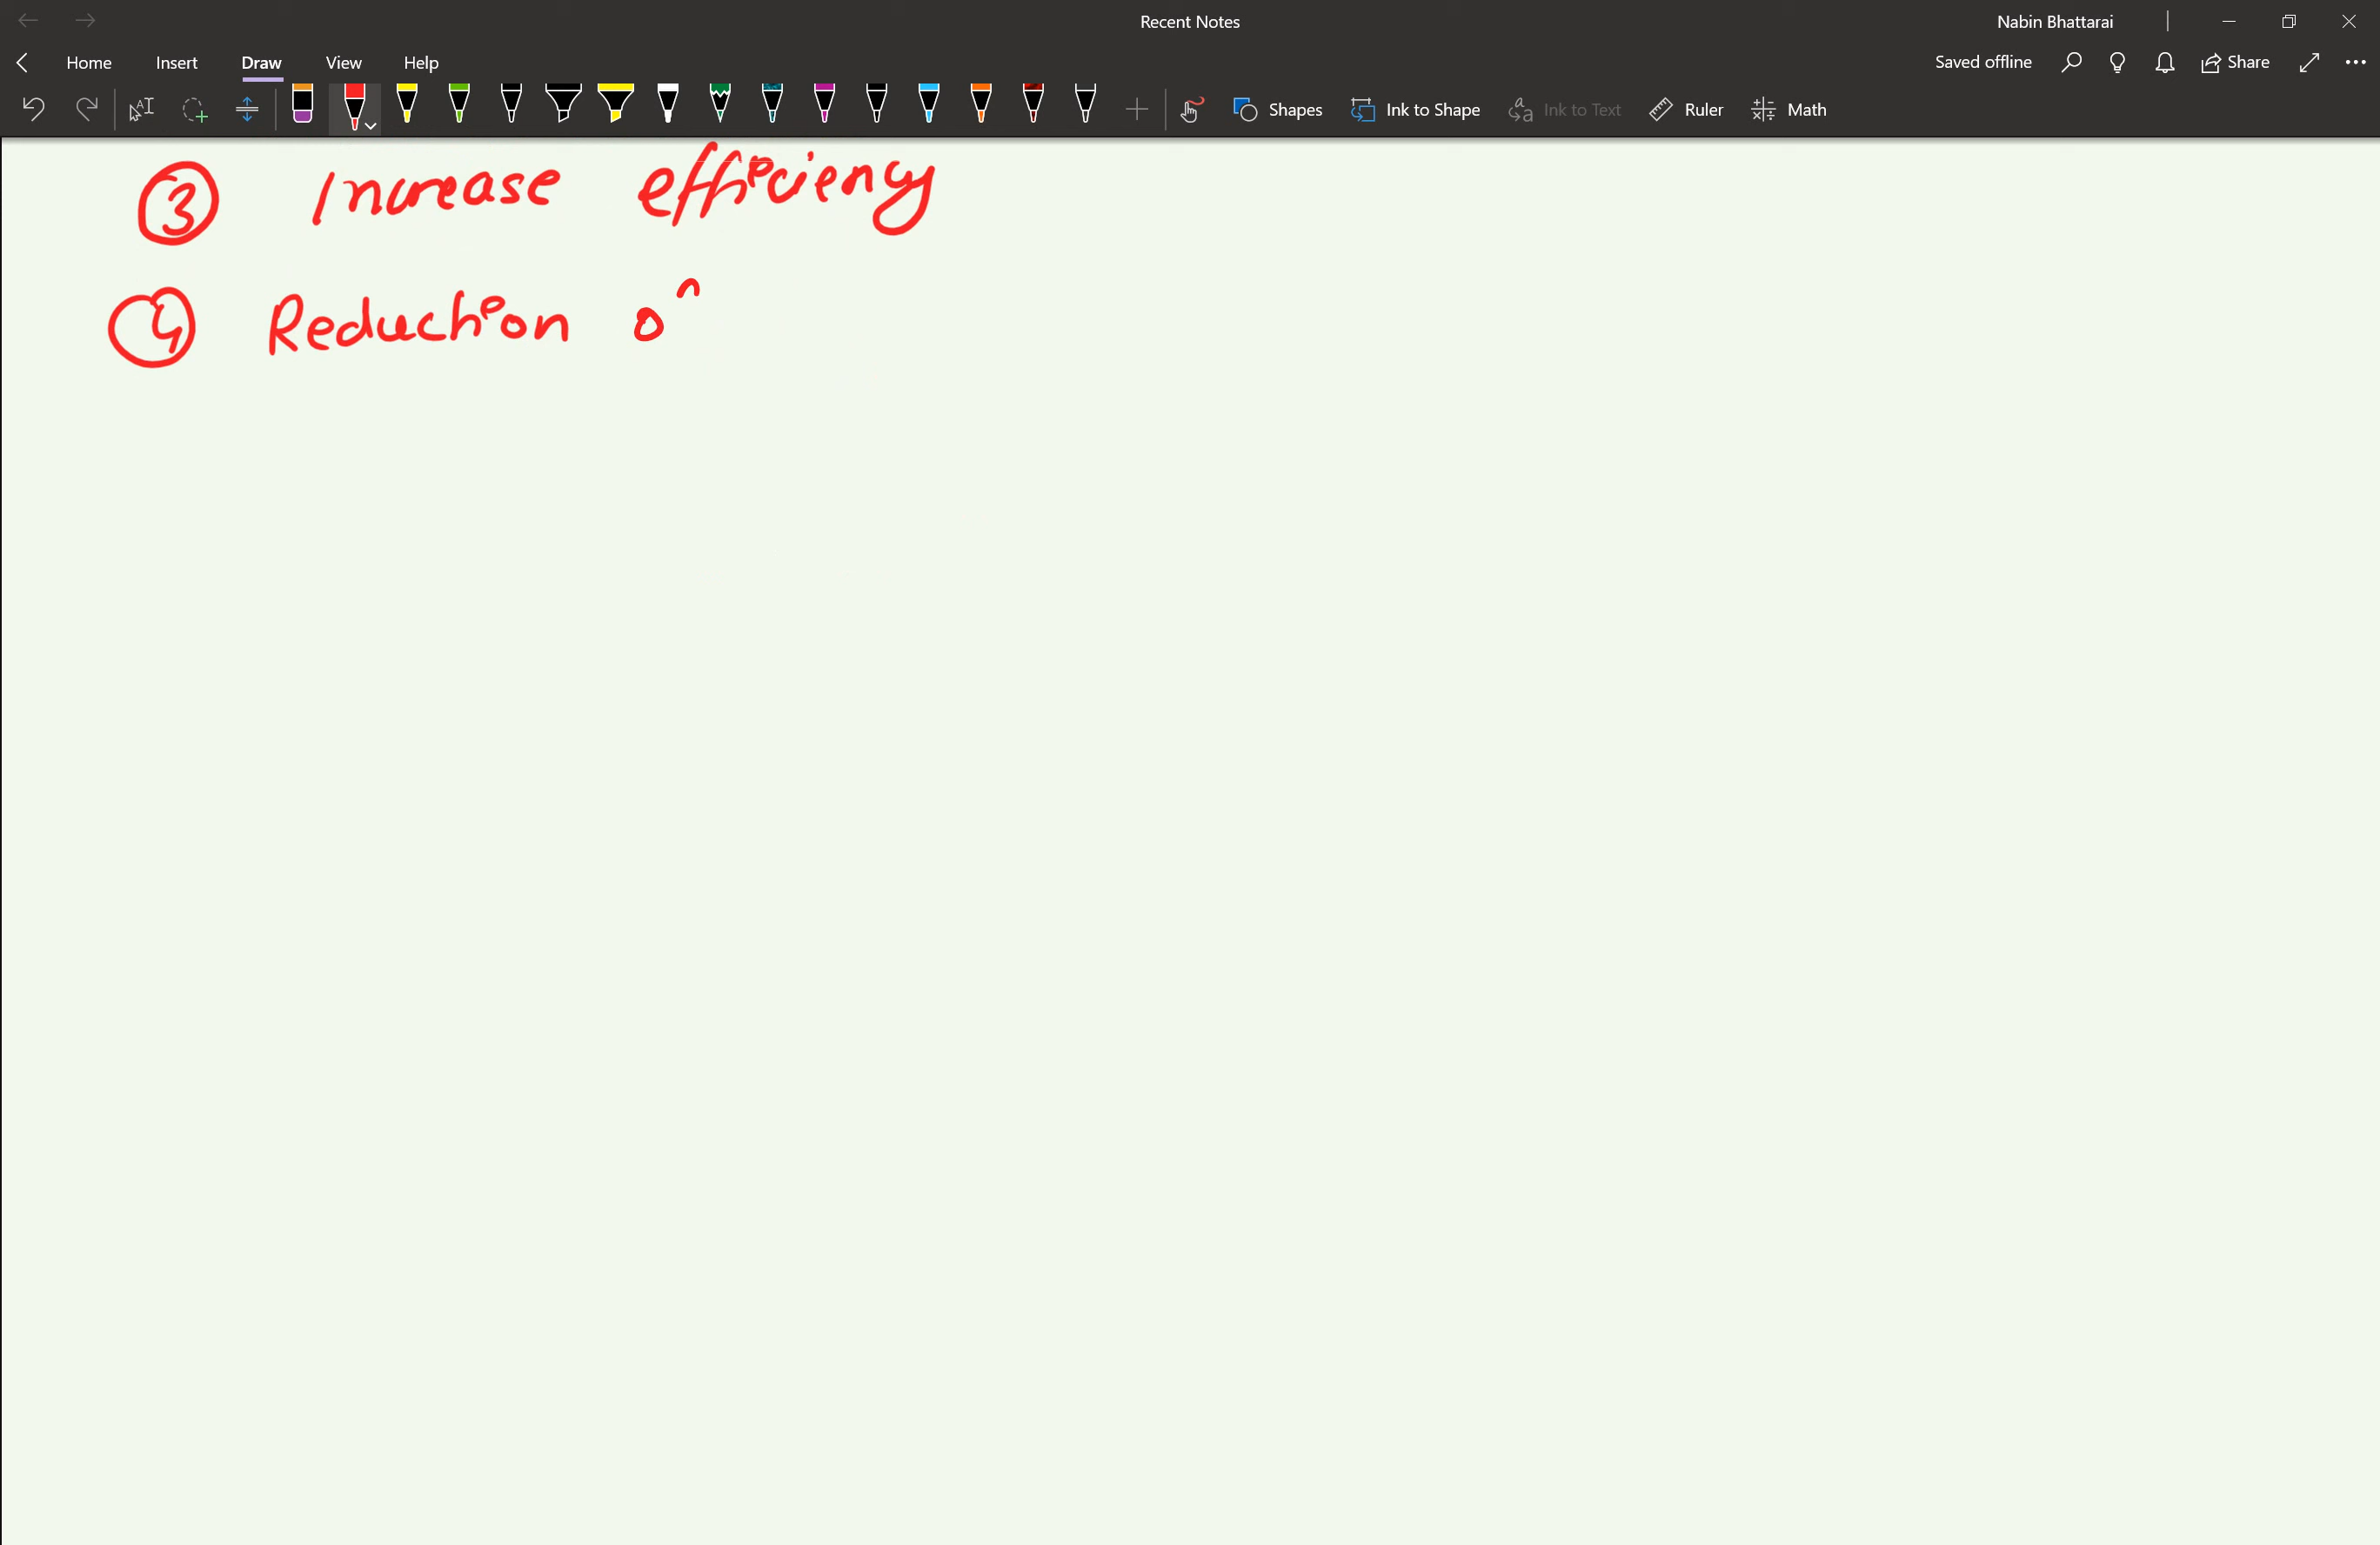 Recent Notes
Nabin Bhattarai
Home Insert Draw View Help
Saved offline
Share
Shapes Ink to Shape Ink to Text Ruler Math
3 Increase efficiency
4 Reduction